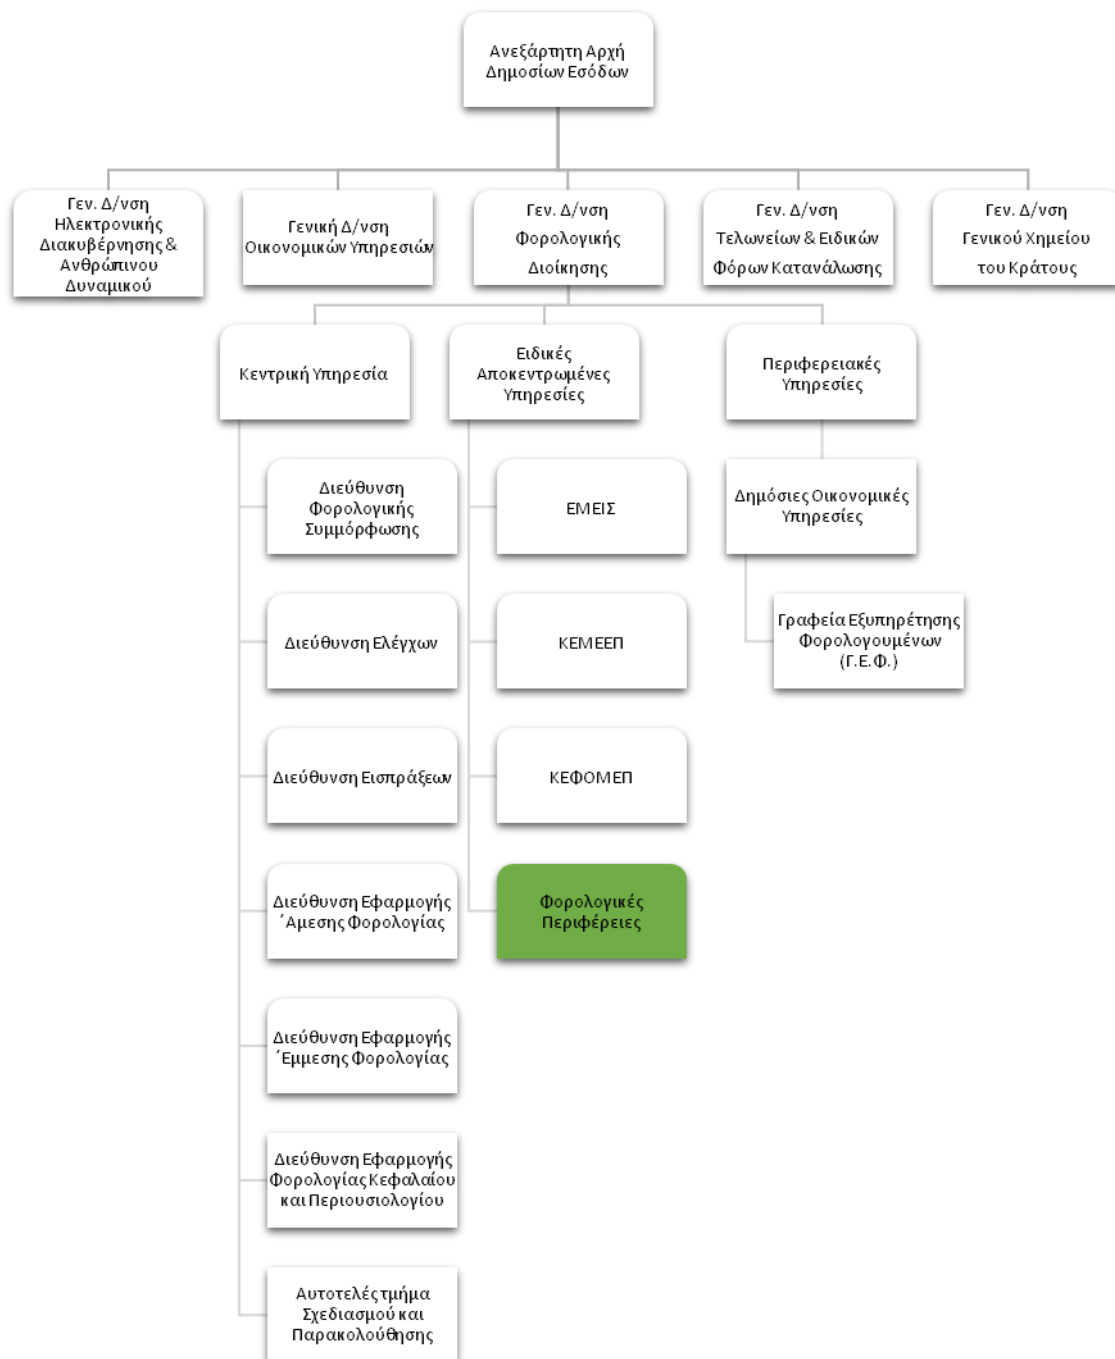 Ανεξάρτητη Αρχή
Δημοσίων Εσόδων
Γεν. Δ/νση
Ηλεκτρονικής
Διακυβέρνησης &
Ανθρώπινου
Δυναμικού
Γενική Δ/νση
Οικονομικών Υπηρεσιών
Γεν. Δ/νση
Φορολογικής
Διοίκησης
Γεν. Δ/νση
Τελωνείων & Ειδικών
Φόρων Κατανάλωσης
Γεν. Δ/νση
Γενικού Χημείου
του Κράτους
Κεντρική Υπηρεσία
Ειδικές
Αποκεντρωμένες
Υπηρεσίες
Περιφερειακές
Υπηρεσίες
Διεύθυνση
Φορολογικής
Συμμόρφωσης
ΕΜΕΙΣ
Δημόσιες Οικονομικές
Υπηρεσίες
Διεύθυνση Ελέγχων
ΚΕΜΕΕΠ
Γραφεία Εξυπηρέτησης
Φορολογουμένων
(Γ.Ε.Φ.)
Διεύθυνση Εισπράξεων
ΚΕΦΟΜΕΠ
Διεύθυνση Εφαρμογής
΄Αμεσης Φορολογίας
Φορολογικές
Περιφέρειες
Διεύθυνση Εφαρμογής
΄Εμμεσης Φορολογίας
Διεύθυνση Εφαρμογής
Φορολογίας Κεφαλαίου
και Περιουσιολογίου
Αυτοτελές τμήμα
Σχεδιασμού και
Παρακολούθησης